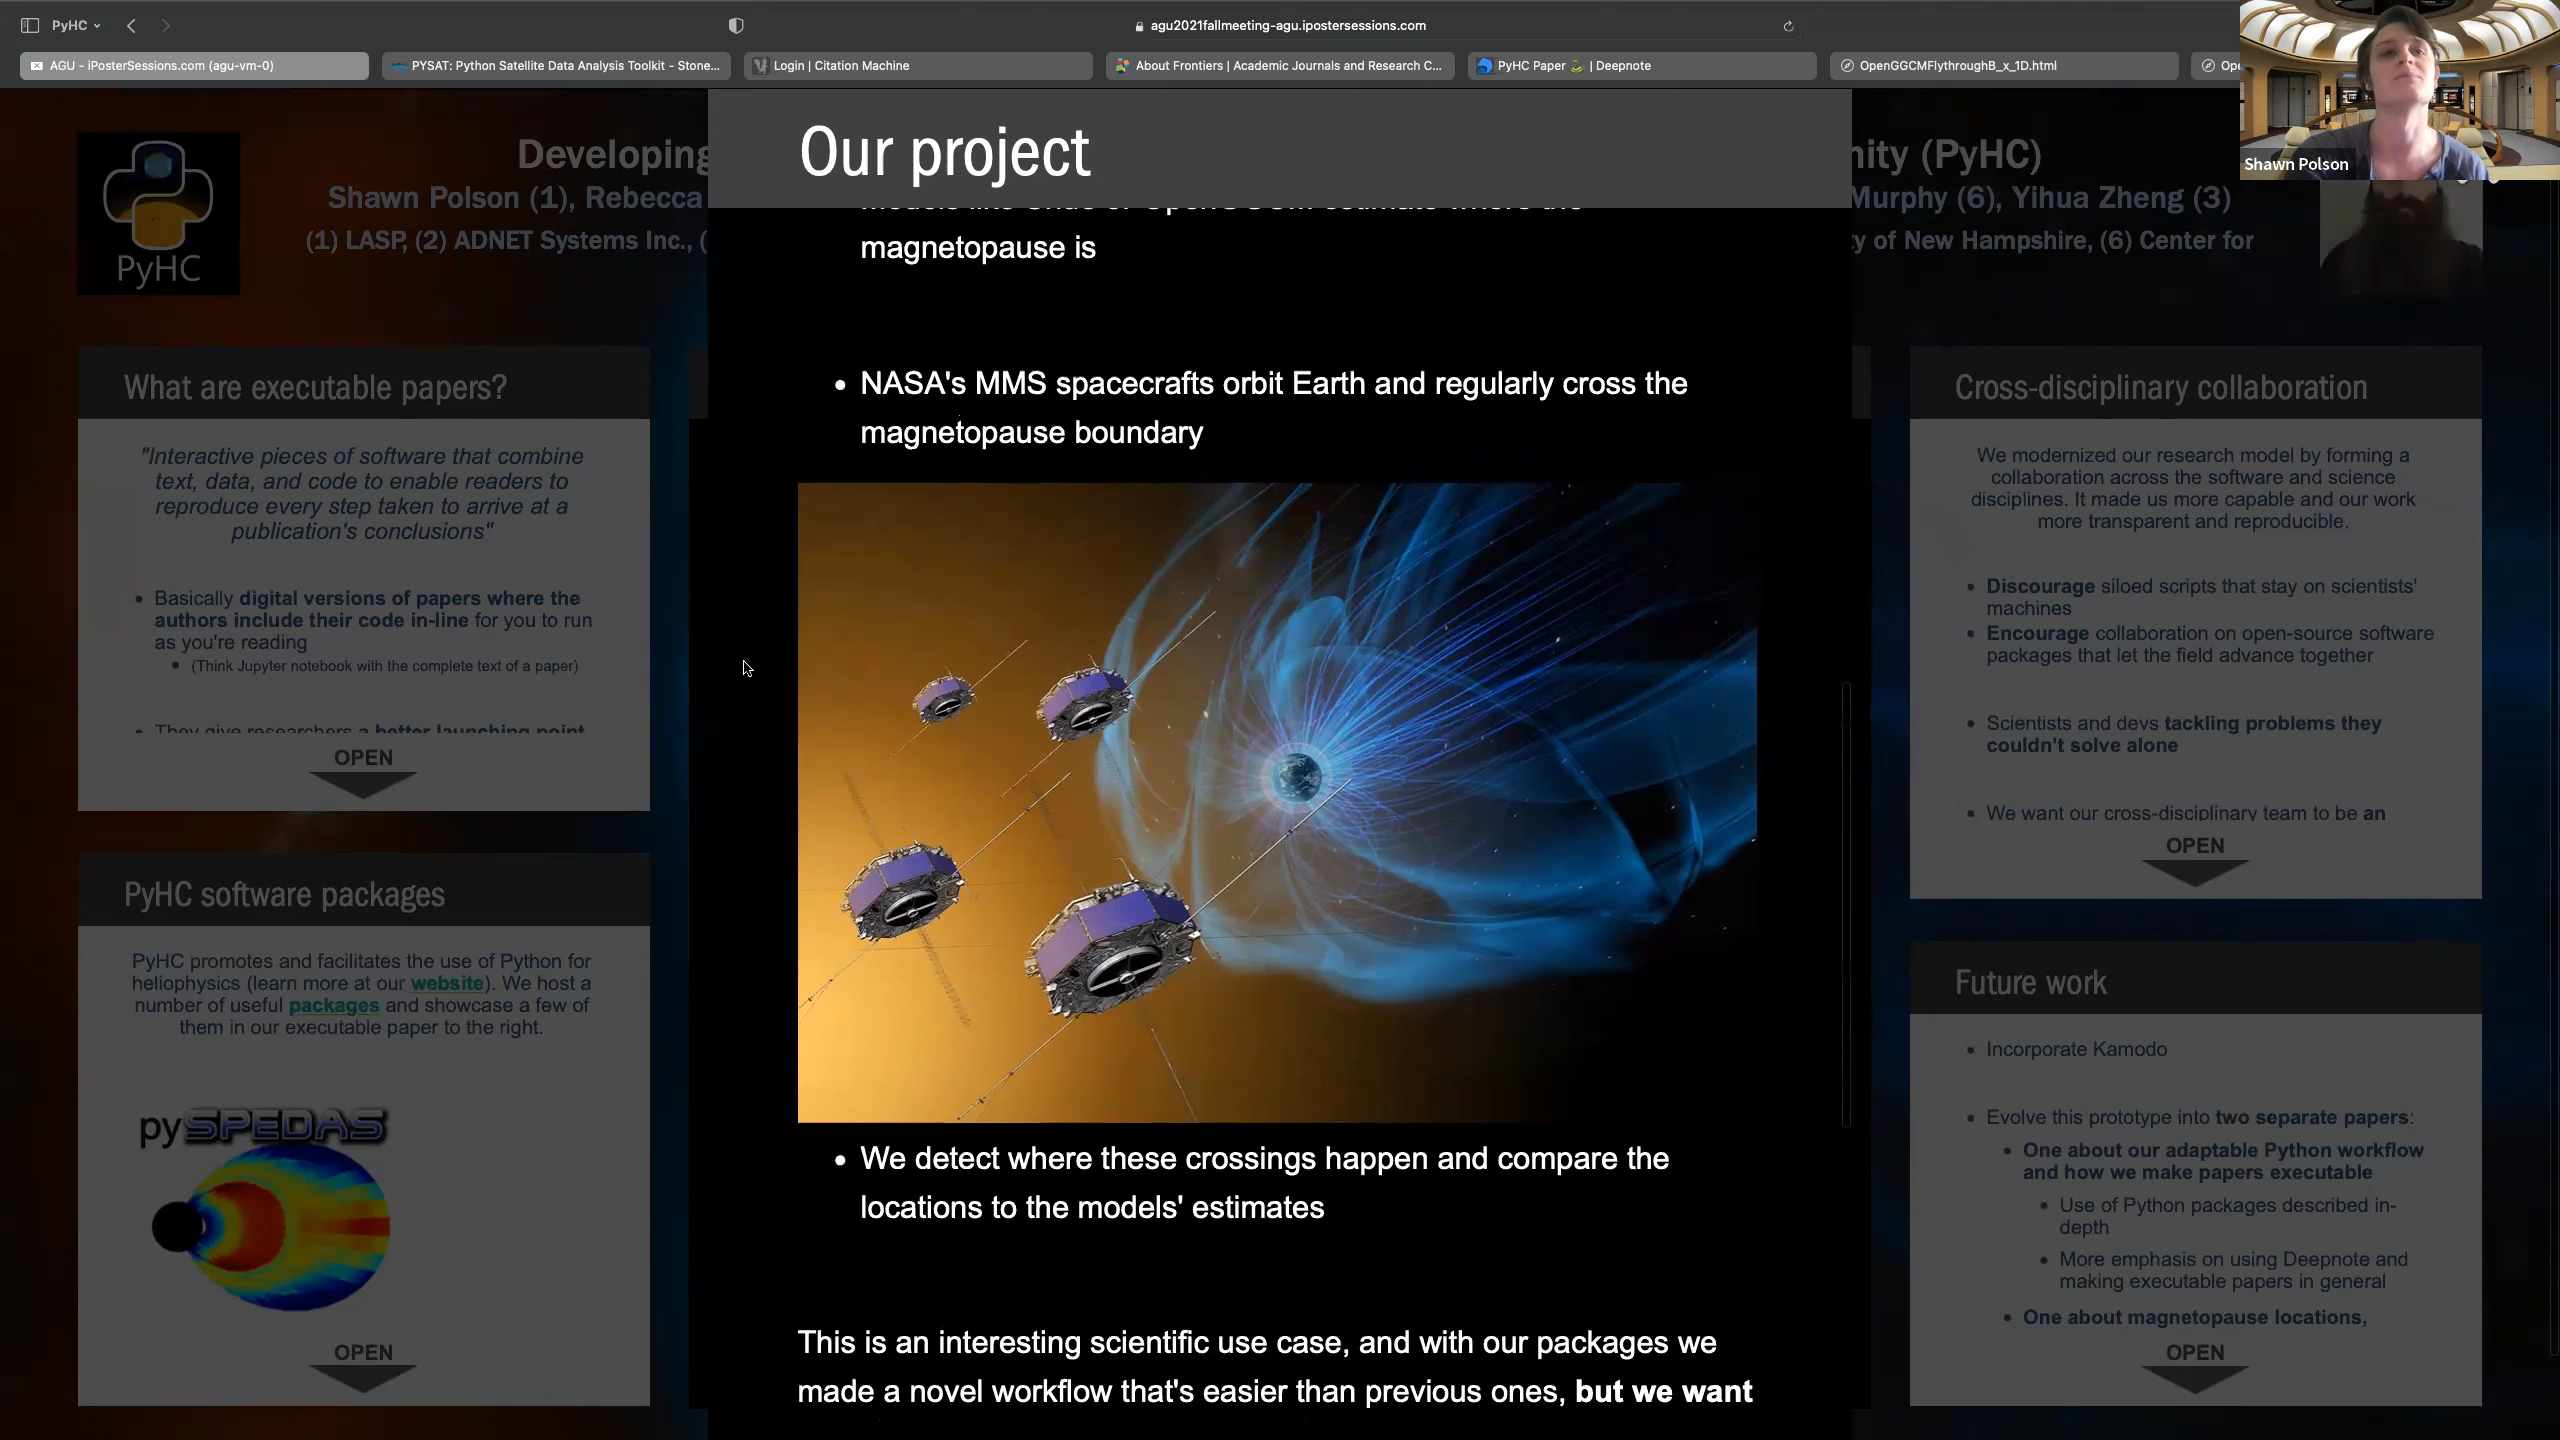 PyHC
agu2021fallmeeting-agu.ipostersessions.com
AGU - iPosterSessions.com (agu-vm-0)
PYSAT: Python Satellite Data Analysis Toolkit - Stone...
Login | Citation Machine
About Frontiers | Academic Journals and Research C...
PyHC Paper 🐍 | Deepnote
OpenGGCMFlythroughB_x_1D.html
Ope
Shawn Polson
PyHC
Developing
Shawn Polson (1), Rebecca
(1) LASP, (2) ADNET Systems Inc., (
nity (PyHC)
Murphy (6), Yihua Zheng (3)
ty of New Hampshire, (6) Center for
Our project
magnetopause is
• NASA's MMS spacecrafts orbit Earth and regularly cross the
magnetopause boundary
• We detect where these crossings happen and compare the
locations to the models' estimates
This is an interesting scientific use case, and with our packages we
made a novel workflow that's easier than previous ones, but we want
What are executable papers?
"Interactive pieces of software that combine
text, data, and code to enable readers to
reproduce every step taken to arrive at a
publication's conclusions"
• Basically digital versions of papers where the
authors include their code in-line for you to run
as you're reading
• (Think Jupyter notebook with the complete text of a paper)
• They give researchers a better launching point
OPEN
PyHC software packages
PyHC promotes and facilitates the use of Python for
heliophysics (learn more at our website). We host a
number of useful packages and showcase a few of
them in our executable paper to the right.
pySPEDAS
OPEN
Cross-disciplinary collaboration
We modernized our research model by forming a
collaboration across the software and science
disciplines. It made us more capable and our work
more transparent and reproducible.
• Discourage siloed scripts that stay on scientists'
machines
• Encourage collaboration on open-source software
packages that let the field advance together
• Scientists and devs tackling problems they
couldn't solve alone
• We want our cross-disciplinary team to be an
OPEN
Future work
• Incorporate Kamodo
• Evolve this prototype into two separate papers:
• One about our adaptable Python workflow
and how we make papers executable
• Use of Python packages described in-
depth
• More emphasis on using Deepnote and
making executable papers in general
• One about magnetopause locations,
OPEN